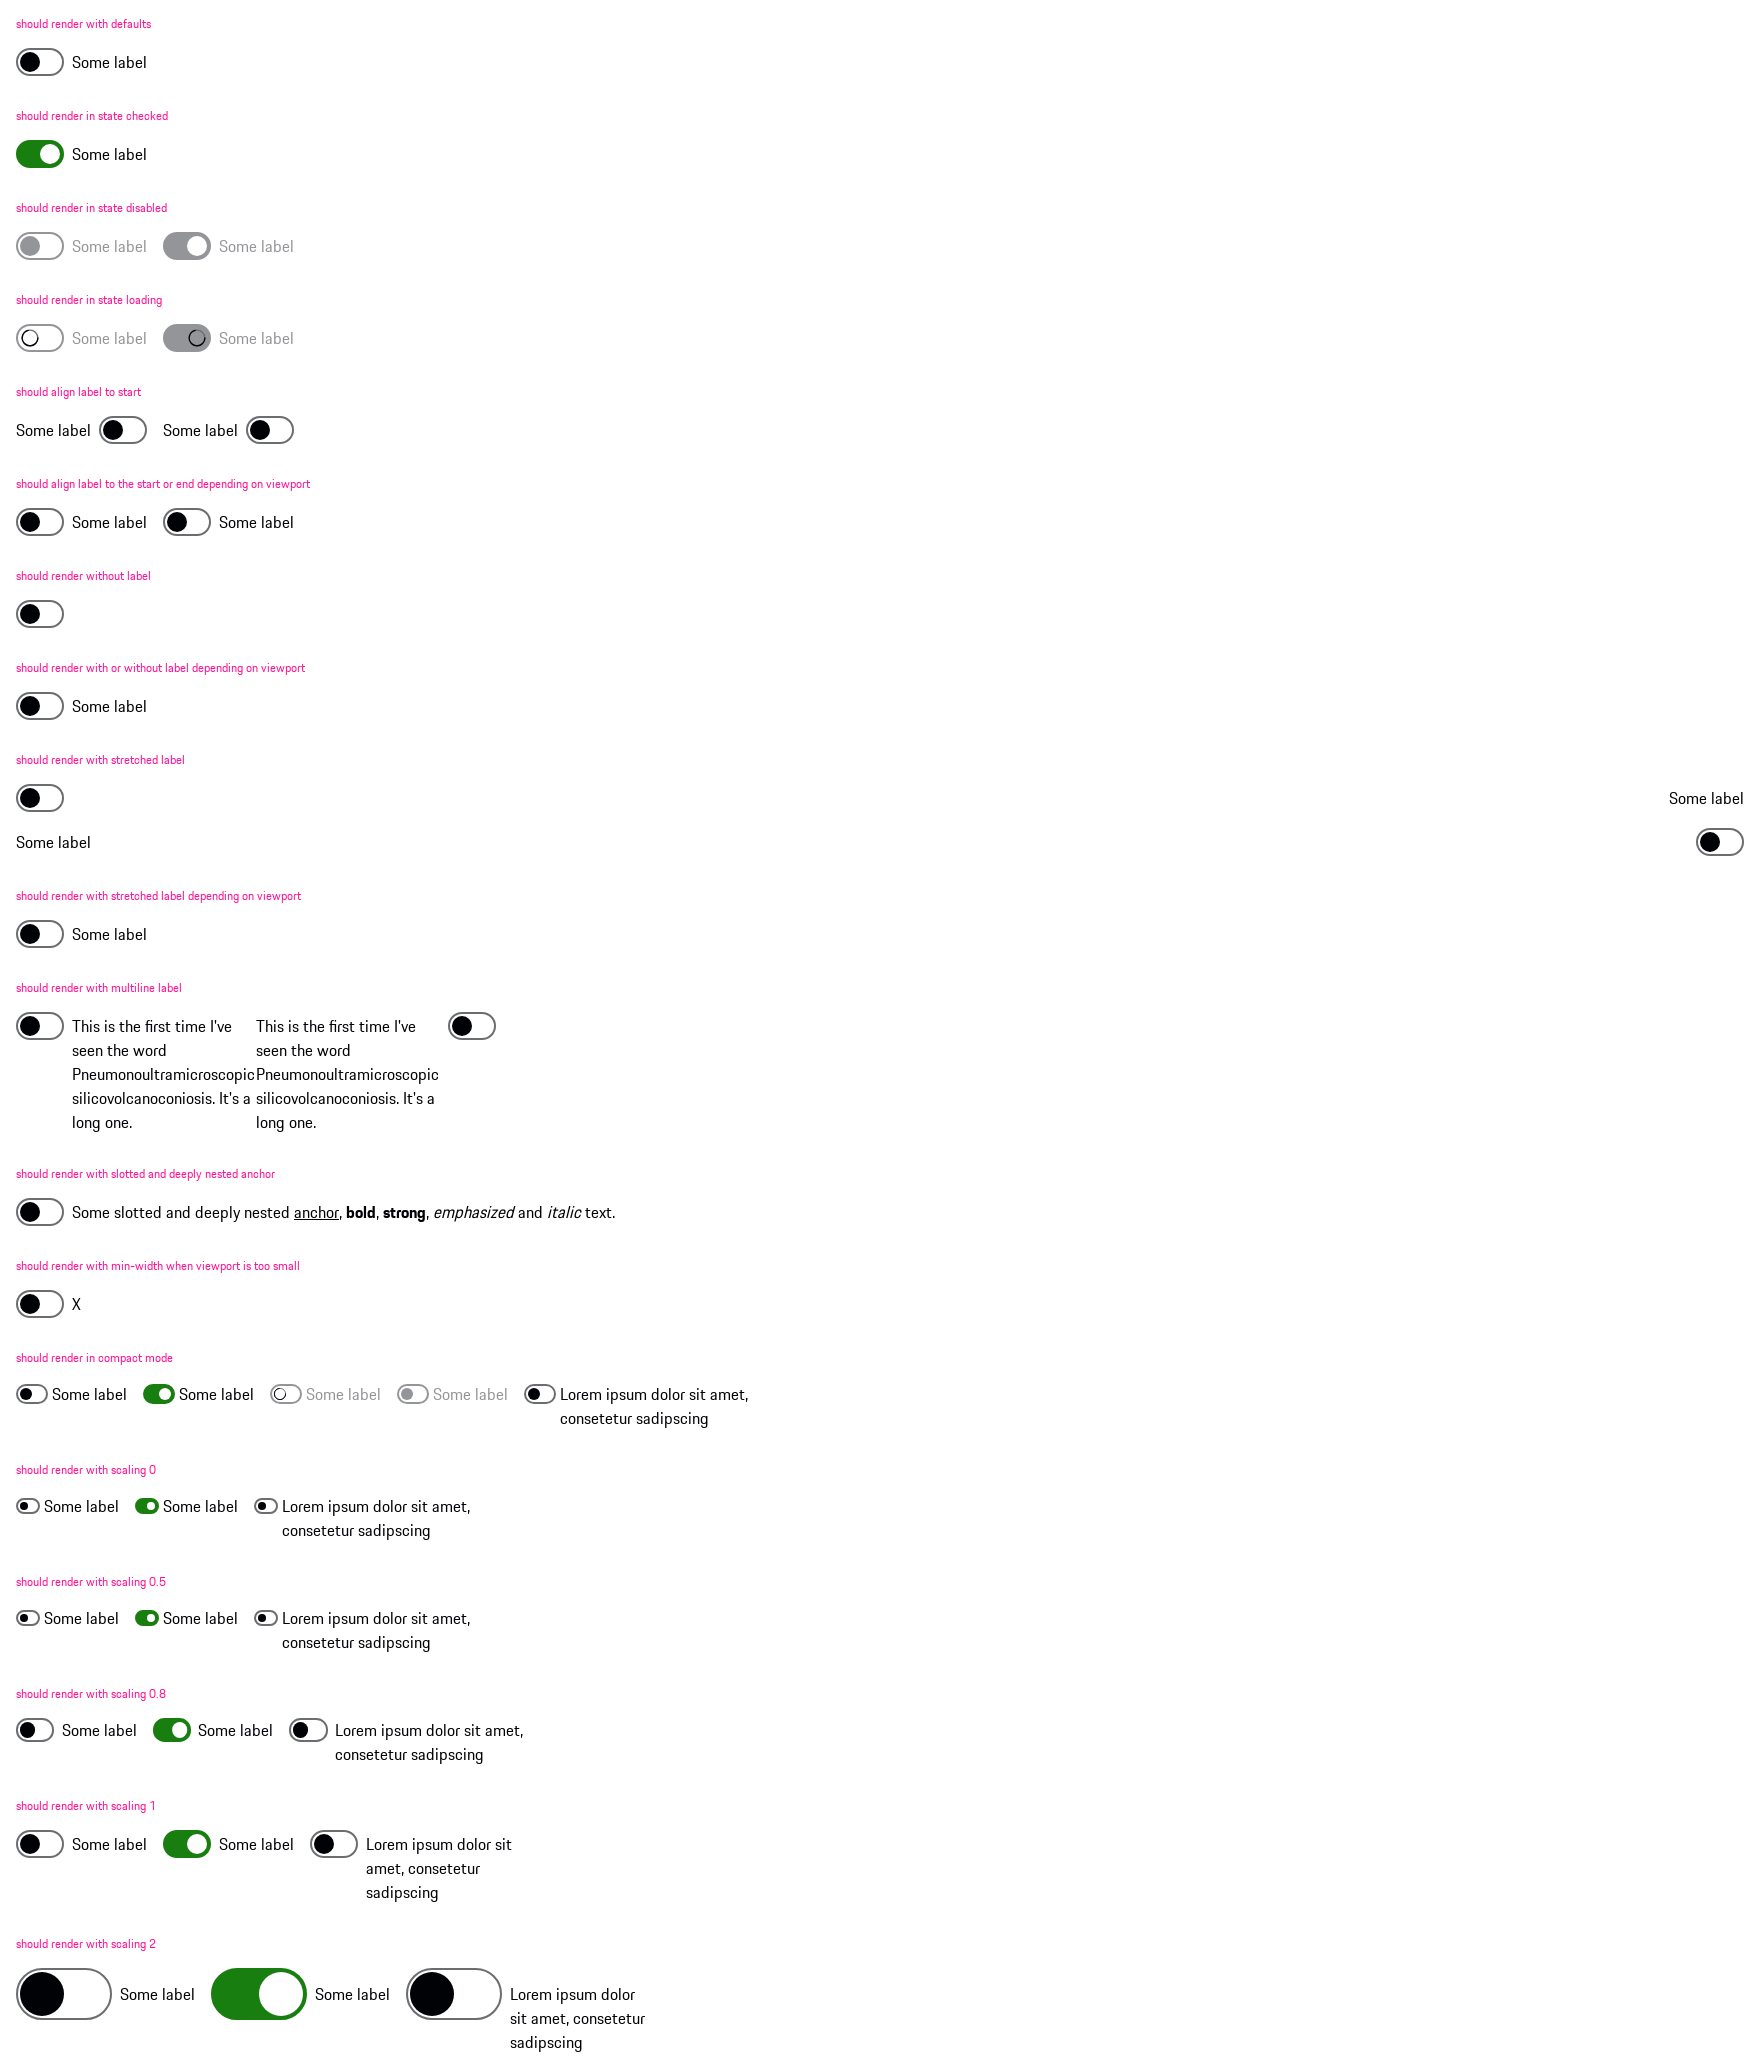 should render with defaults
Some label
should render in state checked
Some label
should render in state disabled
Some label Some label
should render in state loading
Some label Some label
should align label to start
Some label Some label
should align label to the start or end depending on viewport
Some label Some label
should render without label
should render with or without label depending on viewport
Some label
should render with stretched label
Some label
Some label
should render with stretched label depending on viewport
Some label
should render with multiline label
This is the first time I've
seen the word
Pneumonoultramicroscopic
silicovolcanoconiosis. It's a
long one.
This is the first time I've
seen the word
Pneumonoultramicroscopic
silicovolcanoconiosis. It's a
long one.
should render with slotted and deeply nested anchor
Some slotted and deeply nested anchor, bold, strong, emphasized and italic text.
should render with min-width when viewport is too small
X
should render in compact mode
Some label Some label Some label Some label Lorem ipsum dolor sit amet,
consetetur sadipscing
should render with scaling 0
Some label Some label Lorem ipsum dolor sit amet,
consetetur sadipscing
should render with scaling 0.5
Some label Some label Lorem ipsum dolor sit amet,
consetetur sadipscing
should render with scaling 0.8
Some label Some label Lorem ipsum dolor sit amet,
consetetur sadipscing
should render with scaling 1
Some label Some label Lorem ipsum dolor sit
amet, consetetur
sadipscing
should render with scaling 2
Some label Some label Lorem ipsum dolor
sit amet, consetetur
sadipscing